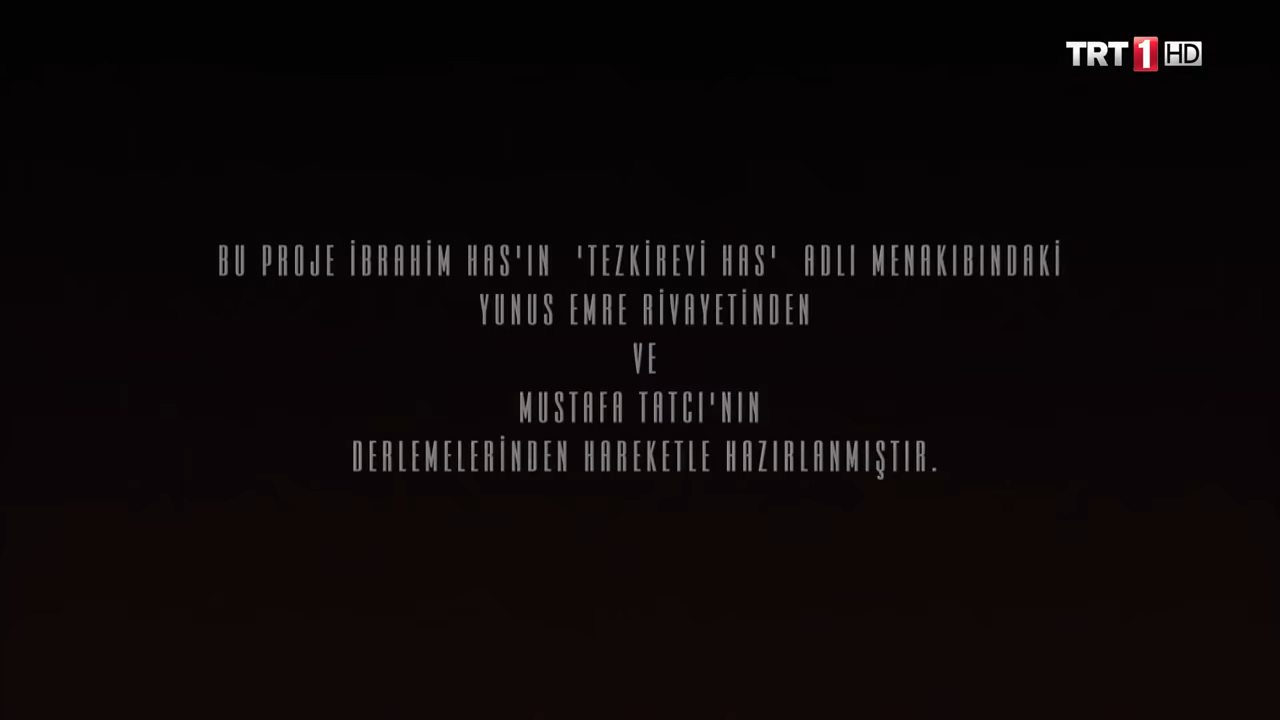 TRT 1 HD
BU PROJE İBRAHİM HAS'IN 'TEZKİREYİ HAS' ADLI MENAKIBINDAKİ
YUNUS EMRE RİVAYETİNDEN
VE
MUSTAFA TATCI'NIN
DERLEMELERİNDEN HAREKETLE HAZIRLANMIŞTIR.